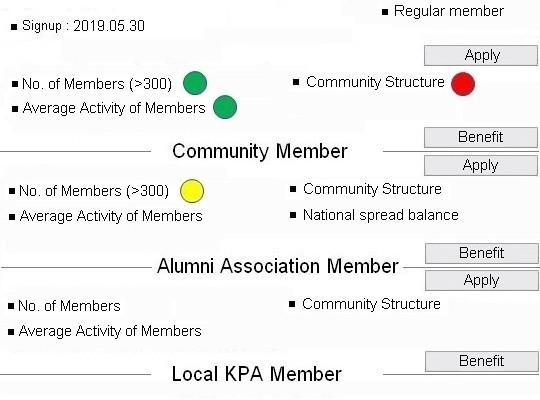 Regular member
Signup : 2019.05.30
Apply
No. of Members (>300)
Community Structure
Average Activity of Members
Benefit
Community Member
Apply
No. of Members (>300)
Community Structure
Average Activity of Members
National spread balance
Benefit
Alumni Association Member
Apply
No. of Members
Community Structure
Average Activity of Members
Benefit
Local KPA Member